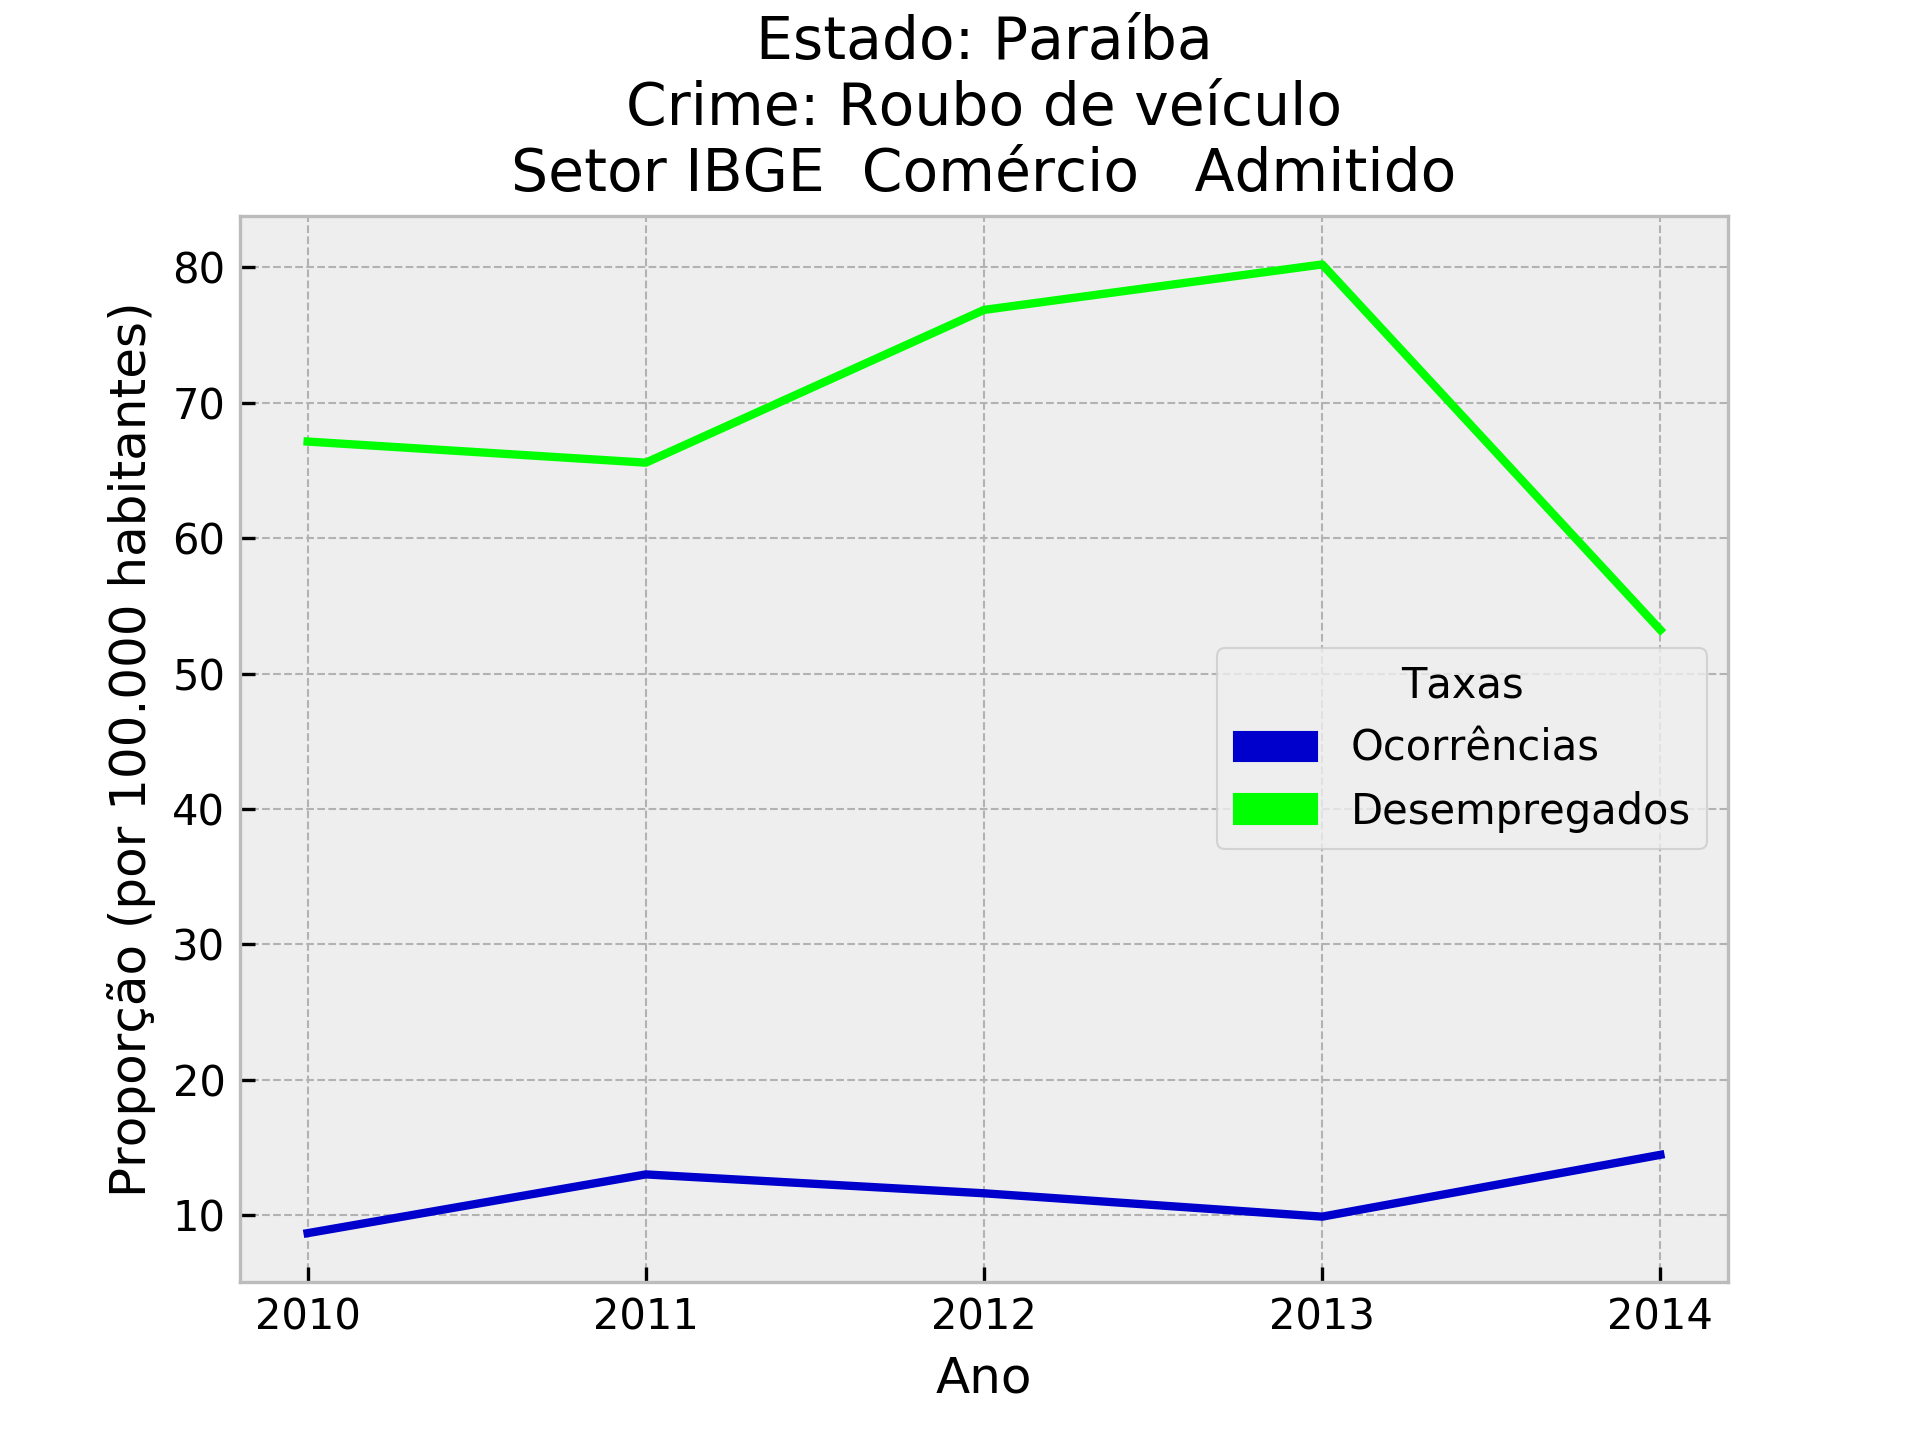 Estado: Paraíba
Crime: Roubo de veículo
Setor IBGE  Comércio   Admitido
Proporção (por 100.000 habitantes)
80
70
60
50
40
30
20
10
Taxas
Ocorrências
Desempregados
2010 2011 2012 2013 2014
Ano